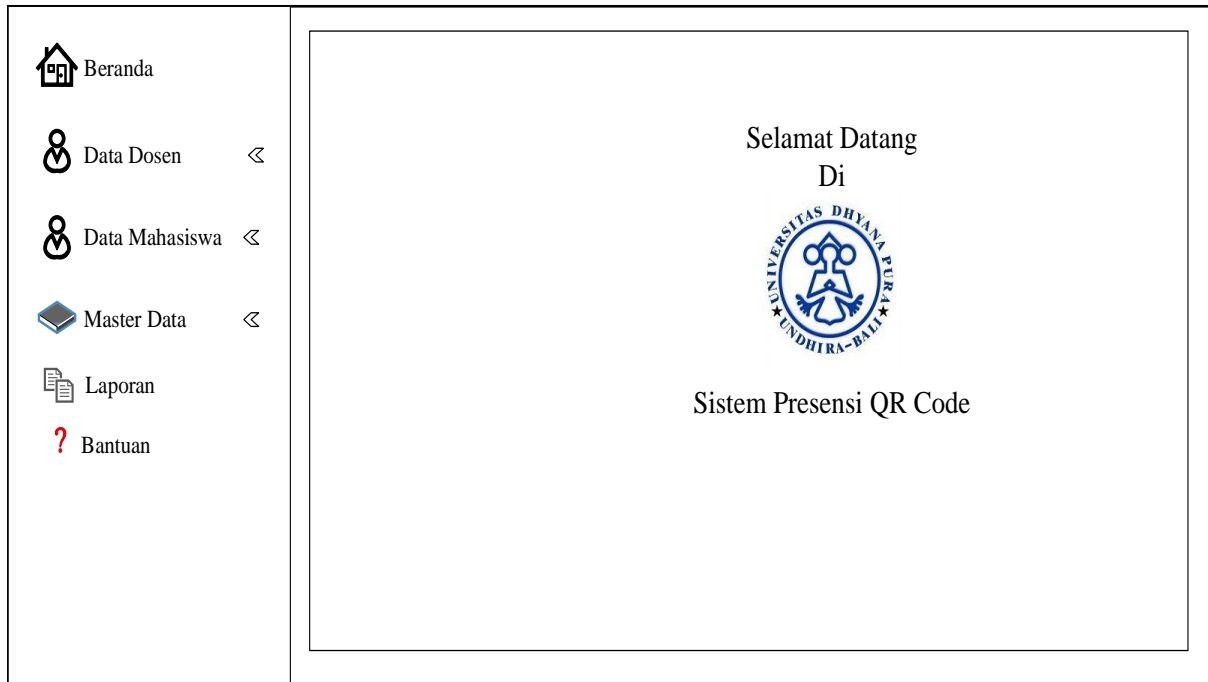 Beranda
Data Dosen
Data Mahasiswa
Master Data
Laporan
Bantuan
Selamat Datang
Di
UNIVERSITAS DHYANA PURA
UNDHIRA-BALI
Sistem Presensi QR Code